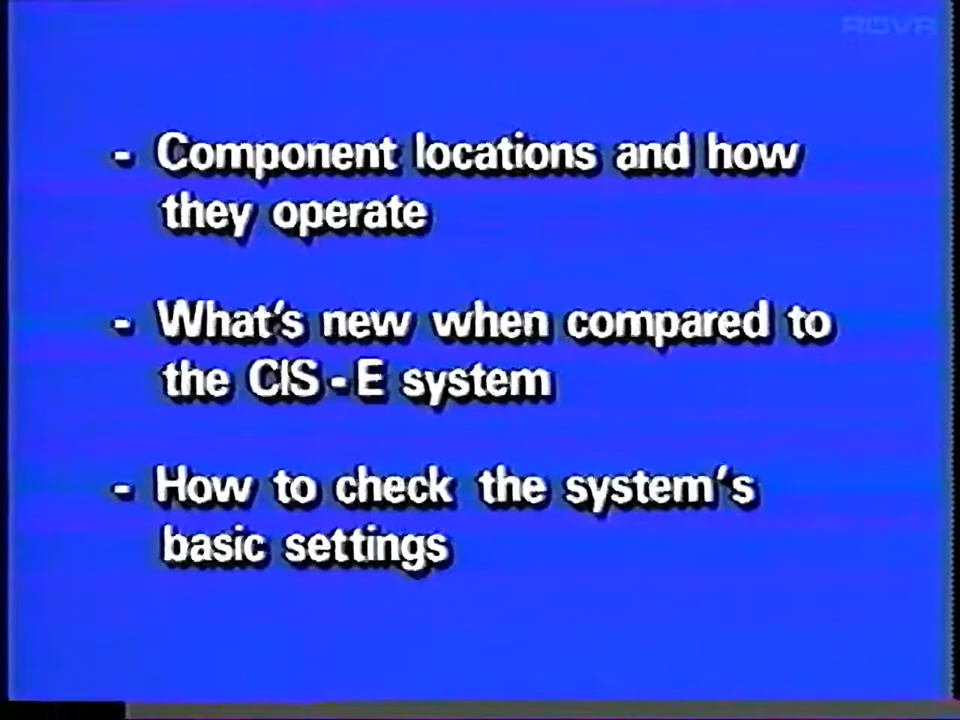 ROVR
- Component locations and how
they operate
- What's new when compared to
the CIS - E system
- How to check the system's
basic settings